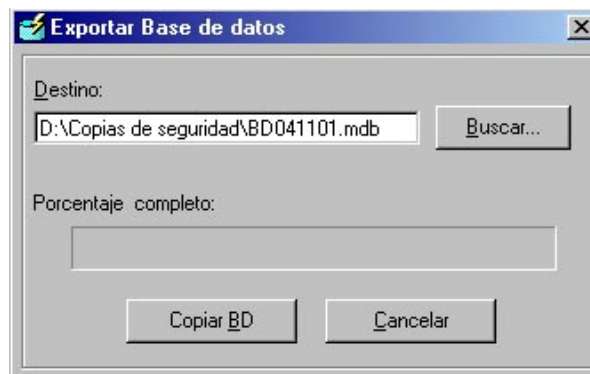 Exportar Base de datos
Destino:
D:\Copias de seguridad\BD041101.mdb
Buscar...
Porcentaje completo:
Copiar BD
Cancelar